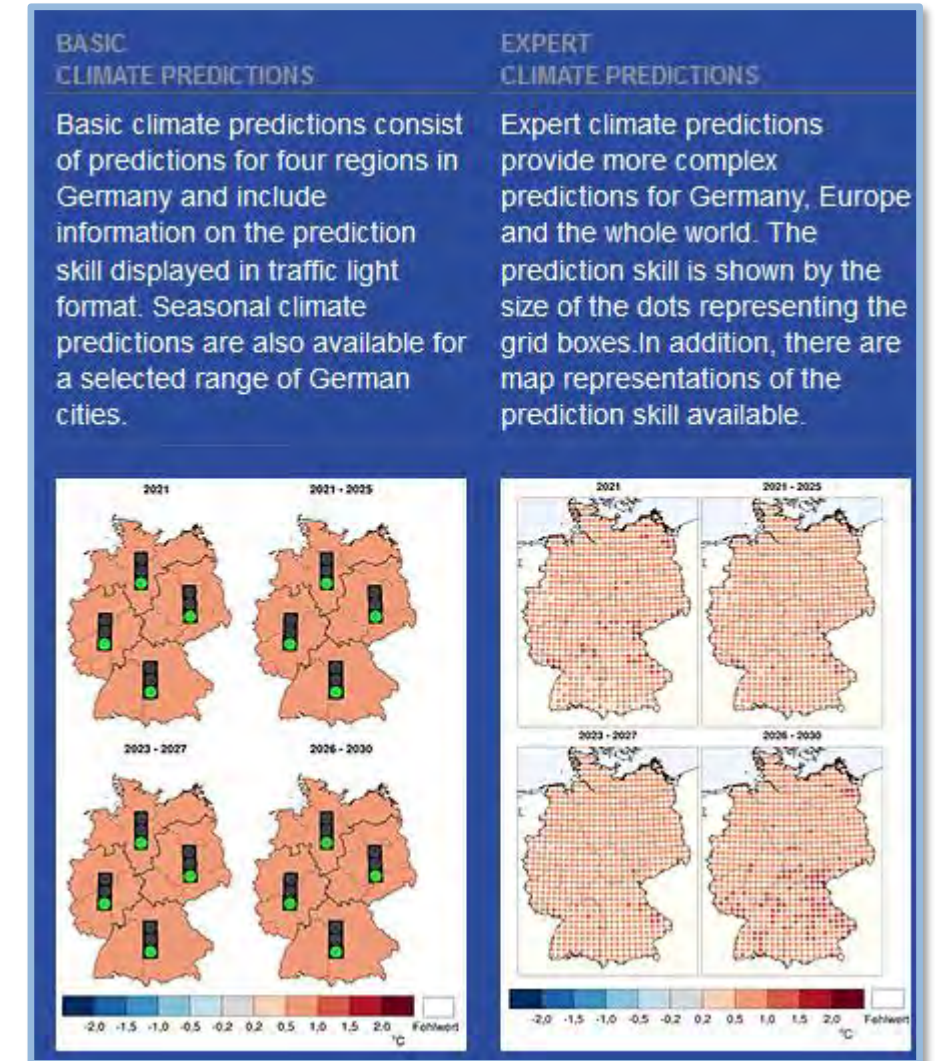 BASIC
CLIMATE PREDICTIONS
Basic climate predictions consist
of predictions for four regions in
Germany and include
information on the prediction
skill displayed in traffic light
format. Seasonal climate
predictions are also available for
a selected range of German
cities.
EXPERT
CLIMATE PREDICTIONS
Expert climate predictions
provide more complex
predictions for Germany, Europe
and the whole world. The
prediction skill is shown by the
size of the dots representing the
grid boxes.In addition, there are
map representations of the
prediction skill available.
2021 2021 - 2025
2023 - 2027 2026 - 2030
-2,0 -1,5 -1,0 -0,5 -0,2 0,2 0,5 1,0 1,5 2,0 Fehlwert
°C
2021 2021 - 2025
2023 - 2027 2026 - 2030
-2,0 -1,5 -1,0 -0,5 -0,2 0,2 0,5 1,0 1,5 2,0 Fehlwert
°C